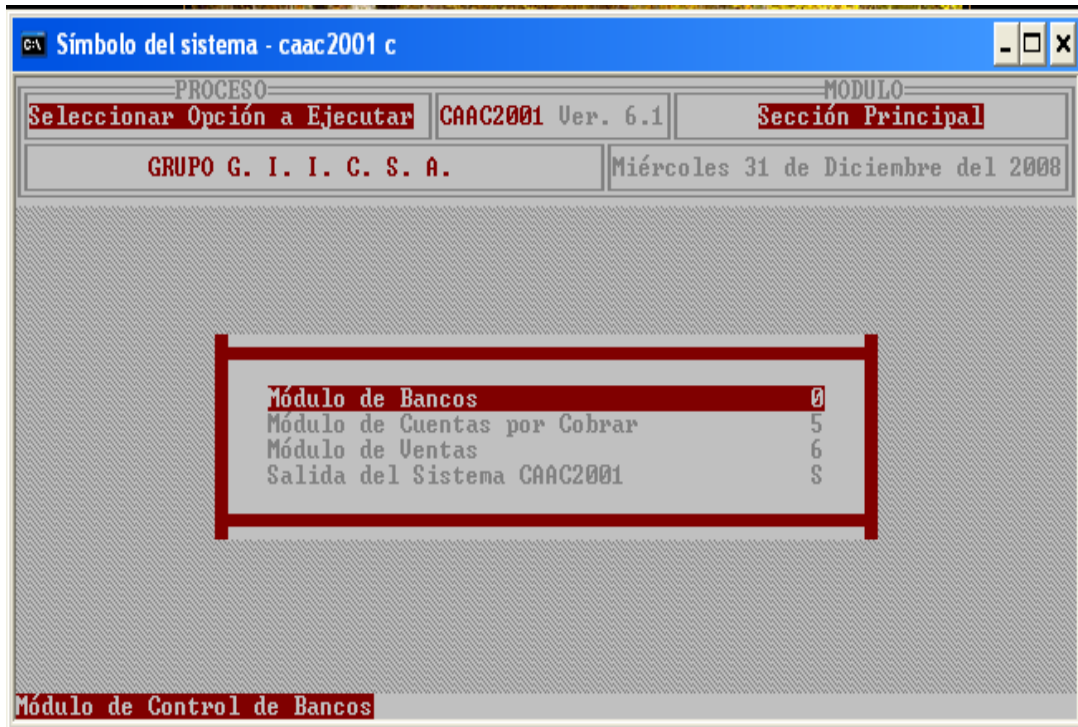 Símbolo del sistema - caac2001 c
PROCESO
MODULO
Seleccionar Opción a Ejecutar
CAAC2001 Ver. 6.1
Sección Principal
GRUPO G. I. I. C. S. A.
Miércoles 31 de Diciembre del 2008
Módulo de Bancos 0
Módulo de Cuentas por Cobrar 5
Módulo de Ventas 6
Salida del Sistema CAAC2001 S
Módulo de Control de Bancos